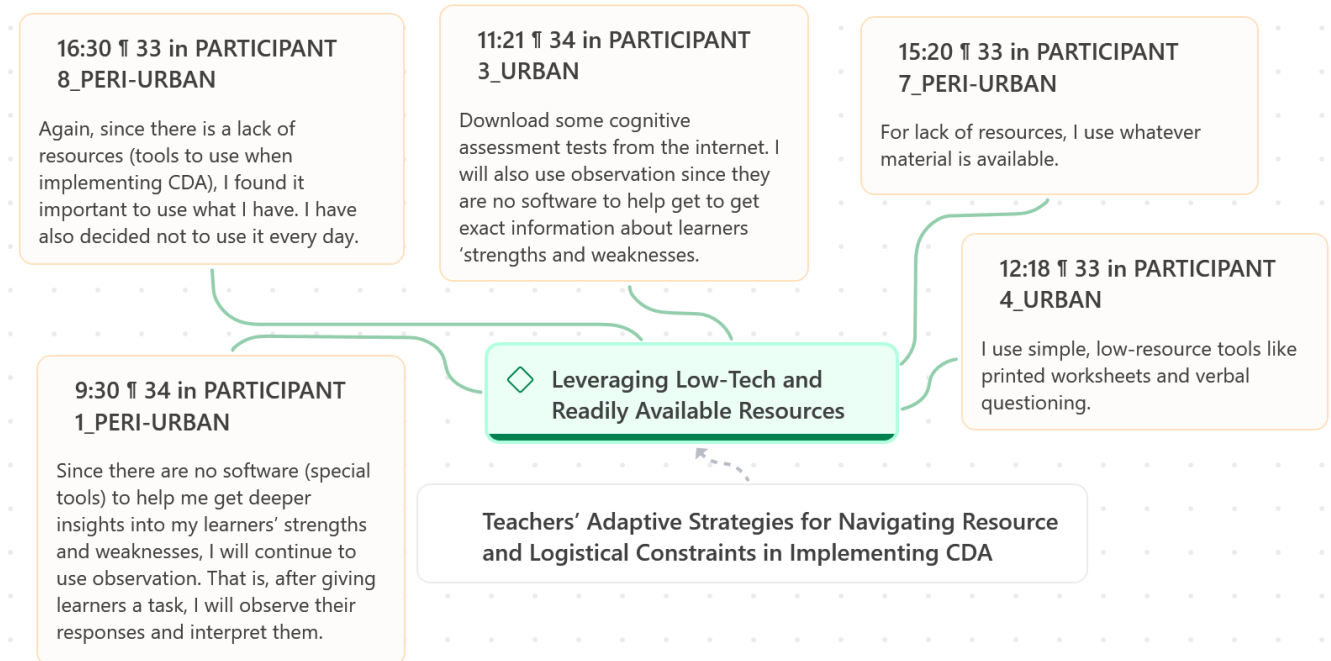 16:30 ¶ 33 in PARTICIPANT
8_PERI-URBAN
Again, since there is a lack of
resources (tools to use when
implementing CDA), I found it
important to use what I have. I have
also decided not to use it every day.
11:21 ¶ 34 in PARTICIPANT
3_URBAN
Download some cognitive
assessment tests from the internet. I
will also use observation since they
are no software to help get to get
exact information about learners
‘strengths and weaknesses.
15:20 ¶ 33 in PARTICIPANT
7_PERI-URBAN
For lack of resources, I use whatever
material is available.
12:18 ¶ 33 in PARTICIPANT
4_URBAN
I use simple, low-resource tools like
printed worksheets and verbal
questioning.
9:30 ¶ 34 in PARTICIPANT
1_PERI-URBAN
Since there are no software (special
tools) to help me get deeper
insights into my learners’ strengths
and weaknesses, I will continue to
use observation. That is, after giving
learners a task, I will observe their
responses and interpret them.
Leveraging Low-Tech and
Readily Available Resources
Teachers’ Adaptive Strategies for Navigating Resource
and Logistical Constraints in Implementing CDA